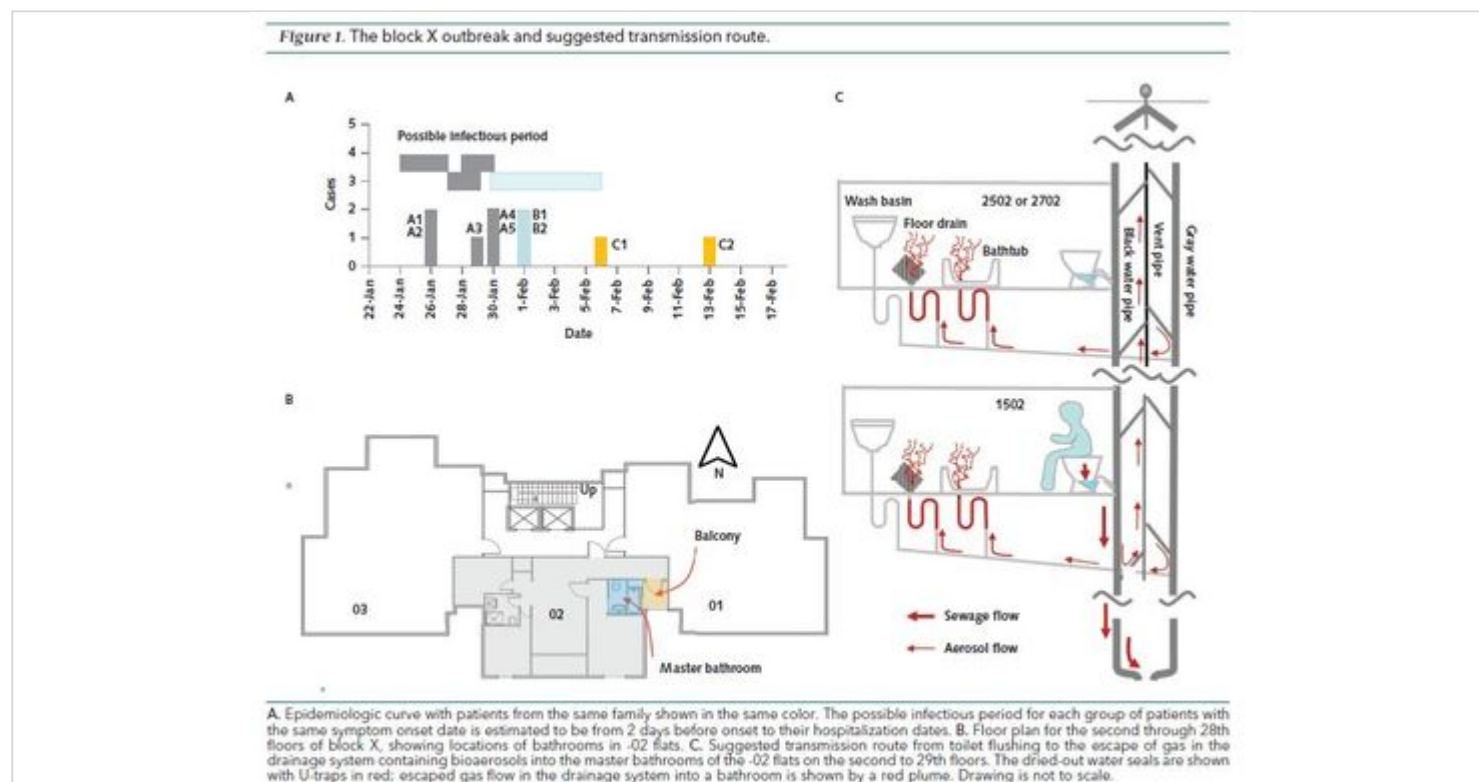 Figure 1. The block X outbreak and suggested transmission route.
A
5
4
3
2
1
0
Cases
Possible infectious period
A1
A2
A3
A4
A5
B1
B2
C1
C2
22-Jan
24-Jan
26-Jan
28-Jan
30-Jan
1-Feb
3-Feb
5-Feb
7-Feb
9-Feb
11-Feb
13-Feb
15-Feb
17-Feb
Date
B
Up
N
Balcony
03
02
01
Master bathroom
C
Wash basin
2502 or 2702
Floor drain
Bathtub
Black water pipe
Vent pipe
Gray water pipe
1502
Sewage flow
Aerosol flow
A. Epidemiologic curve with patients from the same family shown in the same color. The possible infectious period for each group of patients with
the same symptom onset date is estimated to be from 2 days before onset to their hospitalization dates. B. Floor plan for the second through 28th
floors of block X, showing locations of bathrooms in -02 flats. C. Suggested transmission route from toilet flushing to the escape of gas in the
drainage system containing bioaerosols into the master bathrooms of the -02 flats on the second to 29th floors. The dried-out water seals are shown
with U-traps in red; escaped gas flow in the drainage system into a bathroom is shown by a red plume. Drawing is not to scale.